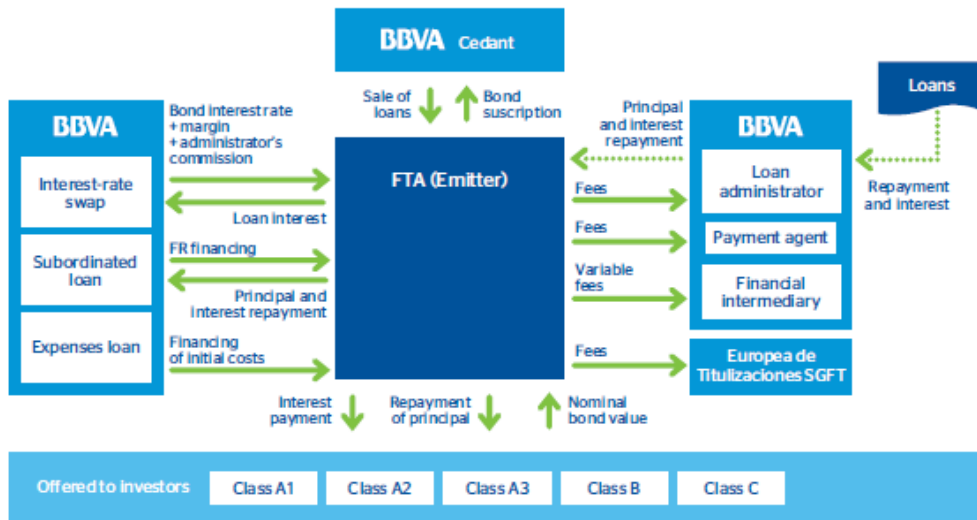 BBVA Cedant
Sale of
loans
Bond
suscription
Loans
BBVA
Interest-rate
swap
Subordinated
loan
Expenses loan
Bond interest rate
+ margin
+ administrator's
commission
Loan interest
FR financing
Principal and
interest repayment
Financing
of initial costs
FTA (Emitter)
Principal
and interest
repayment
Fees
Fees
Variable
fees
Fees
BBVA
Loan
administrator
Payment agent
Financial
intermediary
Repayment
and interest
Europea de
Titulizaciones SGFT
Interest
payment
Repayment
of principal
Nominal
bond value
Offered to investors
Class A1
Class A2
Class A3
Class B
Class C